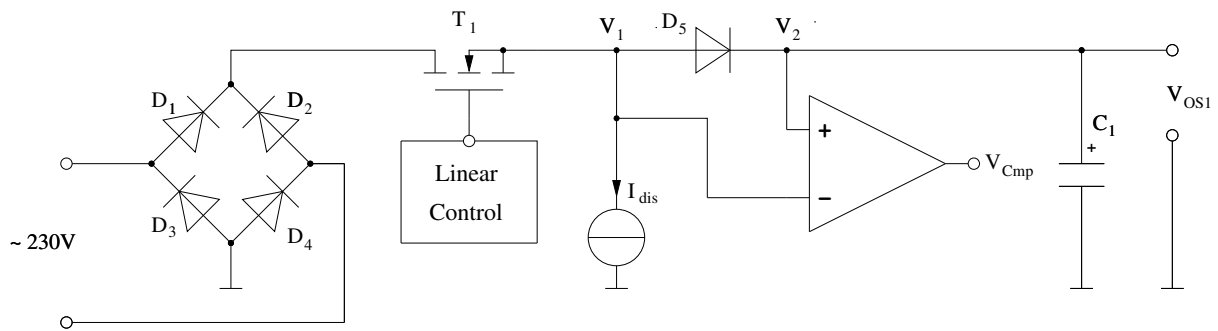 T1
V1
D5
V2
D1
D2
VOS1
C1
+
+
Linear
Control
VCmp
Idis
−
D3
D4
~ 230V